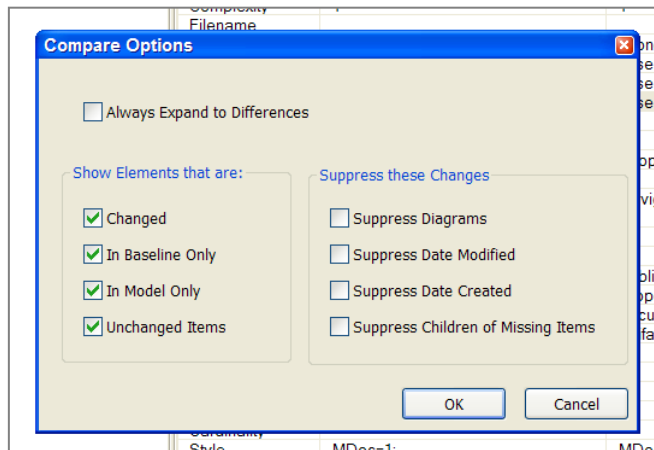 Complexity
Filename
Compare Options
Always Expand to Differences
Show Elements that are:
Changed
In Baseline Only
In Model Only
Unchanged Items
Suppress these Changes
Suppress Diagrams
Suppress Date Modified
Suppress Date Created
Suppress Children of Missing Items
OK
Cancel
Cardinality
Style MDoc=1;